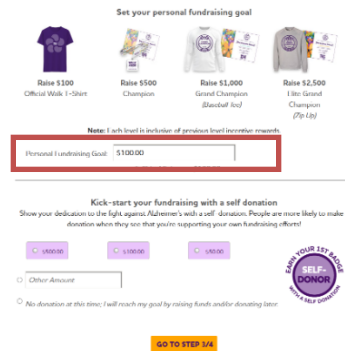 Set your personal fundraising goal
Raise $100
Official Walk T-Shirt
Raise $500
Champion
Raise $1,000
Grand Champion
(Baseball Tee)
Raise $2,500
Elite Grand
Champion
(Zip Up)
Note: Each level is inclusive of previous level incentive rewards.
Personal Fundraising Goal: $100.00
Kick-start your fundraising with a self donation
Show your dedication to the fight against Alzheimer's with a self-donation. People are more likely to make
donation when they see that you're supporting your own fundraising efforts!
Other Amount
No donation at this time; I will reach my goal by raising funds and/or donating later.
EARN YOUR 1ST BADGE
SELF-
DONOR
WITH A SELF DONATION
GO TO STEP 3/4